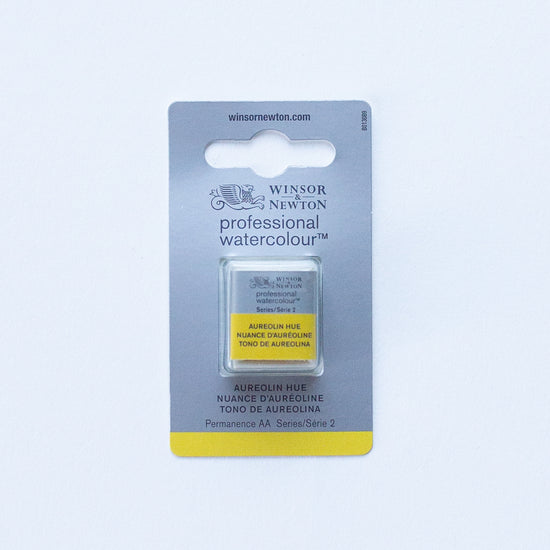 winsornewton.com
WINSOR
&
NEWTON
professional
watercolour™
WINSOR
&
NEWTON
professional
watercolour™
Series/Série 2
AUREOLIN HUE
NUANCE D'AURÉOLINE
TONO DE AUREOLINA
AUREOLIN HUE
NUANCE D'AURÉOLINE
TONO DE AUREOLINA
Permanence AA Series/Série 2